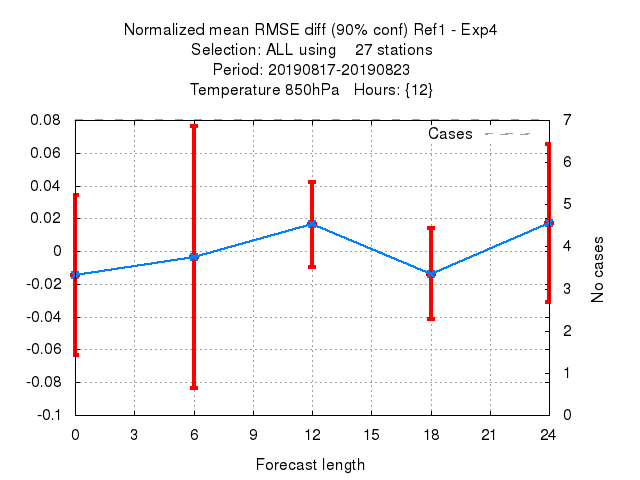 Normalized mean RMSE diff (90% conf) Ref1 - Exp4
Selection: ALL using 27 stations
Period: 20190817-20190823
Temperature 850hPa Hours: {12}
Cases
0.08
0.06
0.04
0.02
0
-0.02
-0.04
-0.06
-0.08
-0.1
7
6
5
4
3
2
1
0
No cases
0 3 6 9 12 15 18 21 24
Forecast length